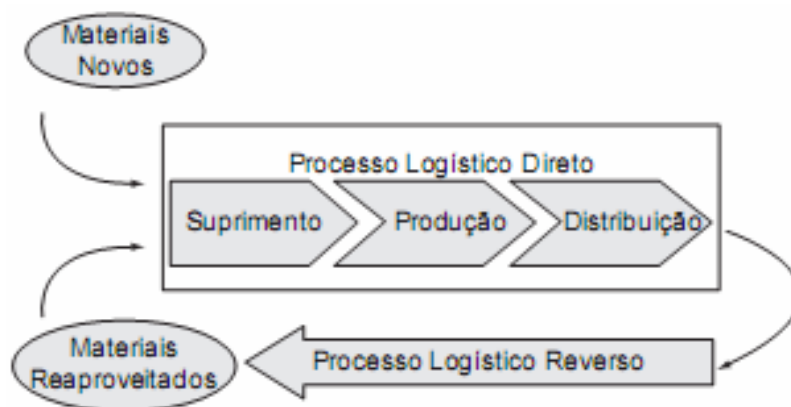 Materiais
Novos
Processo Logístico Direto
Suprimento
Produção
Distribuição
Materiais
Reaproveitados
Processo Logístico Reverso